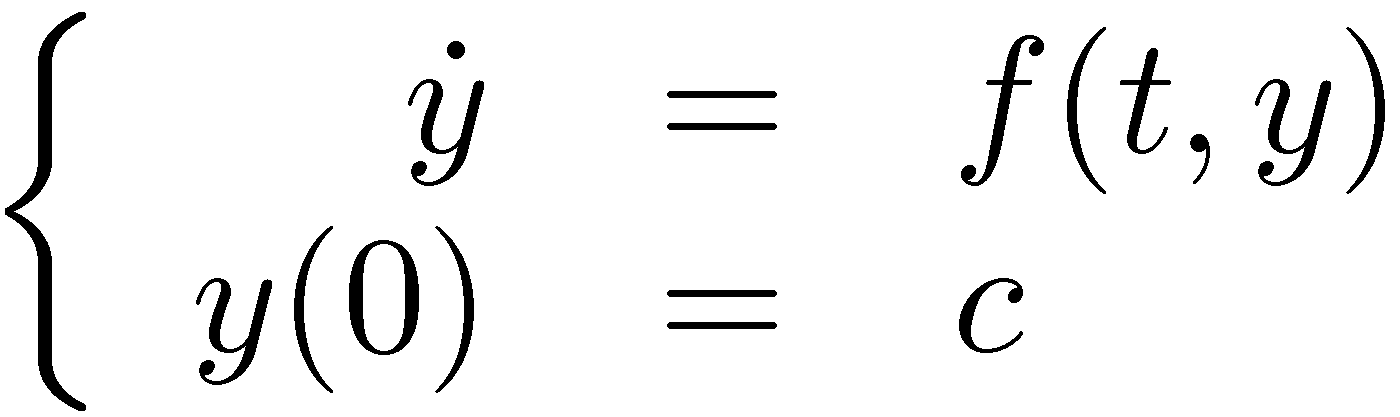 ẏ = f(t, y)
y(0) = c